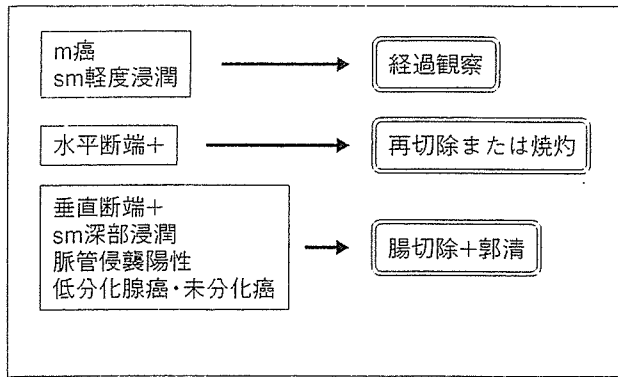 m癌
sm軽度浸潤
経過観察
水平断端+
再切除または焼灼
垂直断端+
sm深部浸潤
脈管侵襲陽性
低分化腺癌・未分化癌
腸切除+郭清